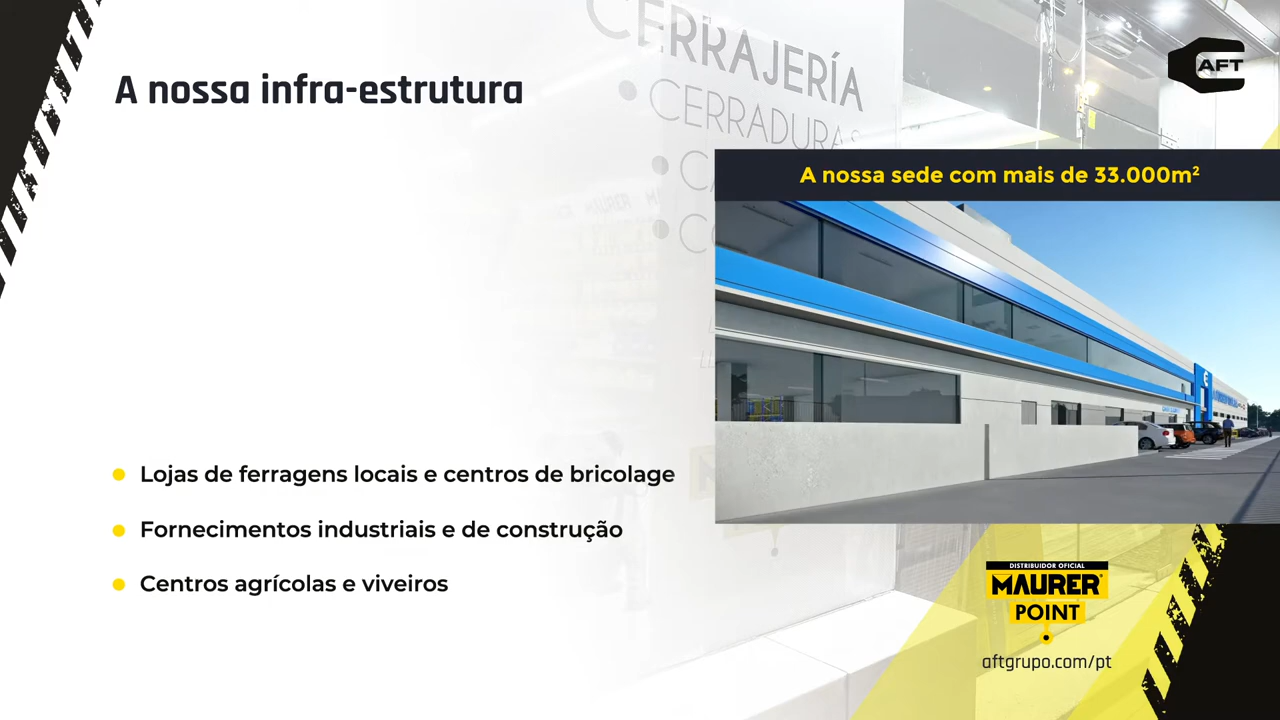 CERRAJERÍA
• CERRADURAS
AFT
A nossa infra-estrutura
A nossa sede com mais de 33.000m²
• Lojas de ferragens locais e centros de bricolage
• Fornecimentos industriais e de construção
• Centros agrícolas e viveiros
DISTRIBUIDOR OFICIAL
MAURER®
POINT
aftgrupo.com/pt